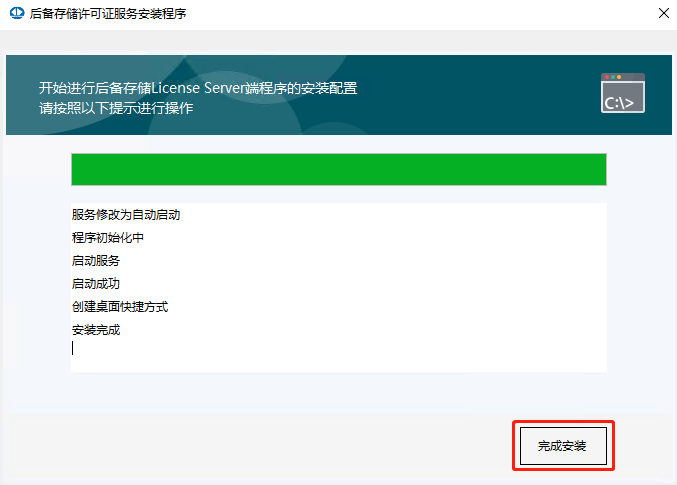 后备存储许可证服务安装程序
开始进行后备存储License Server端程序的安装配置
请按照以下提示进行操作
C:\>
服务修改为自动启动
程序初始化中
启动服务
启动成功
创建桌面快捷方式
安装完成
完成安装